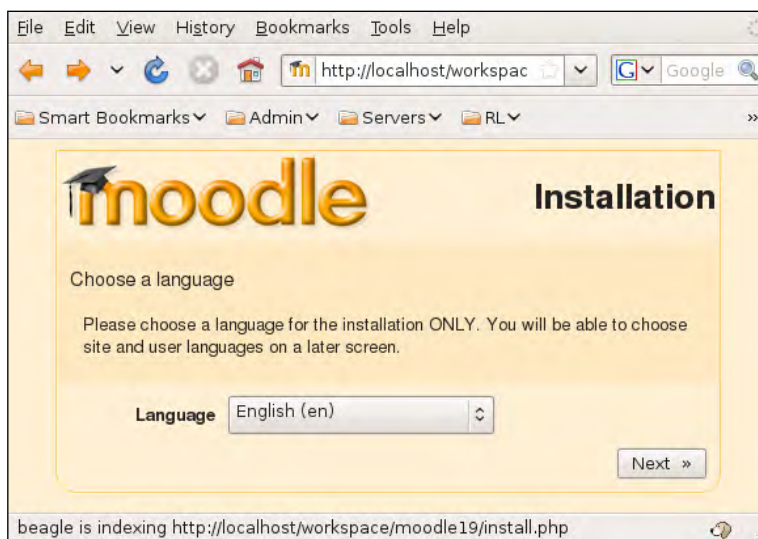 File Edit View History Bookmarks Tools Help
http://localhost/workspac G Google
Smart Bookmarks Admin Servers RL »
moodle Installation
Choose a language
Please choose a language for the installation ONLY. You will be able to choose
site and user languages on a later screen.
Language English (en)
Next »
beagle is indexing http://localhost/workspace/moodle19/install.php